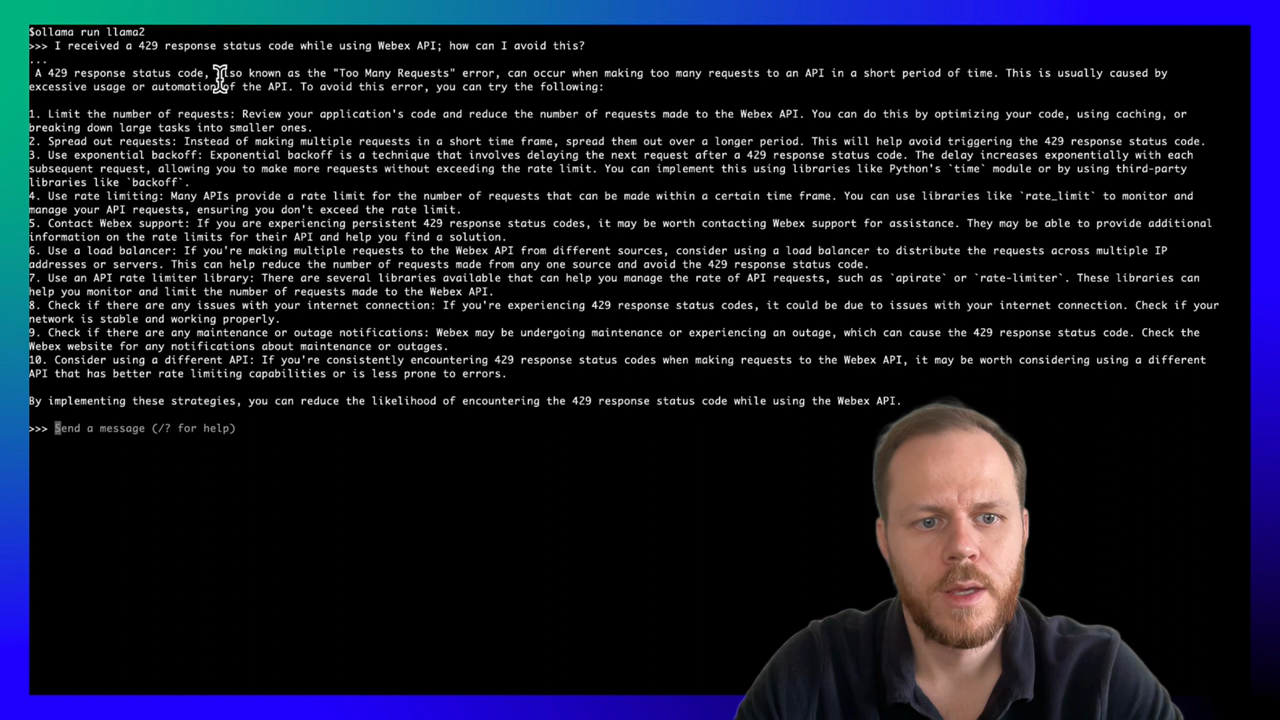 $ollama run llama2
>>> I received a 429 response status code while using Webex API; how can I avoid this?
...
A 429 response status code, also known as the "Too Many Requests" error, can occur when making too many requests to an API in a short period of time. This is usually caused by
excessive usage or automation of the API. To avoid this error, you can try the following:
1. Limit the number of requests: Review your application's code and reduce the number of requests made to the Webex API. You can do this by optimizing your code, using caching, or
breaking down large tasks into smaller ones.
2. Spread out requests: Instead of making multiple requests in a short time frame, spread them out over a longer period. This will help avoid triggering the 429 response status code.
3. Use exponential backoff: Exponential backoff is a technique that involves delaying the next request after a 429 response status code. The delay increases exponentially with each
subsequent request, allowing you to make more requests without exceeding the rate limit. You can implement this using libraries like Python's `time` module or by using third-party
libraries like `backoff`.
4. Use rate limiting: Many APIs provide a rate limit for the number of requests that can be made within a certain time frame. You can use libraries like `rate_limit` to monitor and
manage your API requests, ensuring you don't exceed the rate limit.
5. Contact Webex support: If you are experiencing persistent 429 response status codes, it may be worth contacting Webex support for assistance. They may be able to provide additional
information on the rate limits for their API and help you find a solution.
6. Use a load balancer: If you're making multiple requests to the Webex API from different sources, consider using a load balancer to distribute the requests across multiple IP
addresses or servers. This can help reduce the number of requests made from any one source and avoid the 429 response status code.
7. Use an API rate limiter library: There are several libraries available that can help you manage the rate of API requests, such as `apirate` or `rate-limiter`. These libraries can
help you monitor and limit the number of requests made to the Webex API.
8. Check if there are any issues with your internet connection: If you're experiencing 429 response status codes, it could be due to issues with your internet connection. Check if your
network is stable and working properly.
9. Check if there are any maintenance or outage notifications: Webex may be undergoing maintenance or experiencing an outage, which can cause the 429 response status code. Check the
Webex website for any notifications about maintenance or outages.
10. Consider using a different API: If you're consistently encountering 429 response status codes when making requests to the Webex API, it may be worth considering using a different
API that has better rate limiting capabilities or is less prone to errors.
By implementing these strategies, you can reduce the likelihood of encountering the 429 response status code while using the Webex API.
>>> Send a message (/? for help)